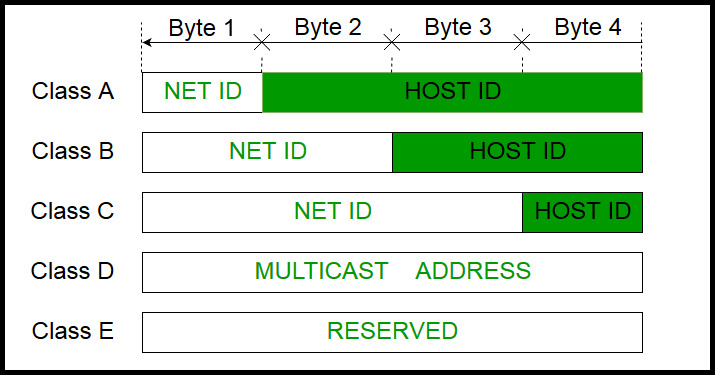 Byte 1 Byte 2 Byte 3 Byte 4
Class A NET ID HOST ID
Class B NET ID HOST ID
Class C NET ID HOST ID
Class D MULTICAST ADDRESS
Class E RESERVED